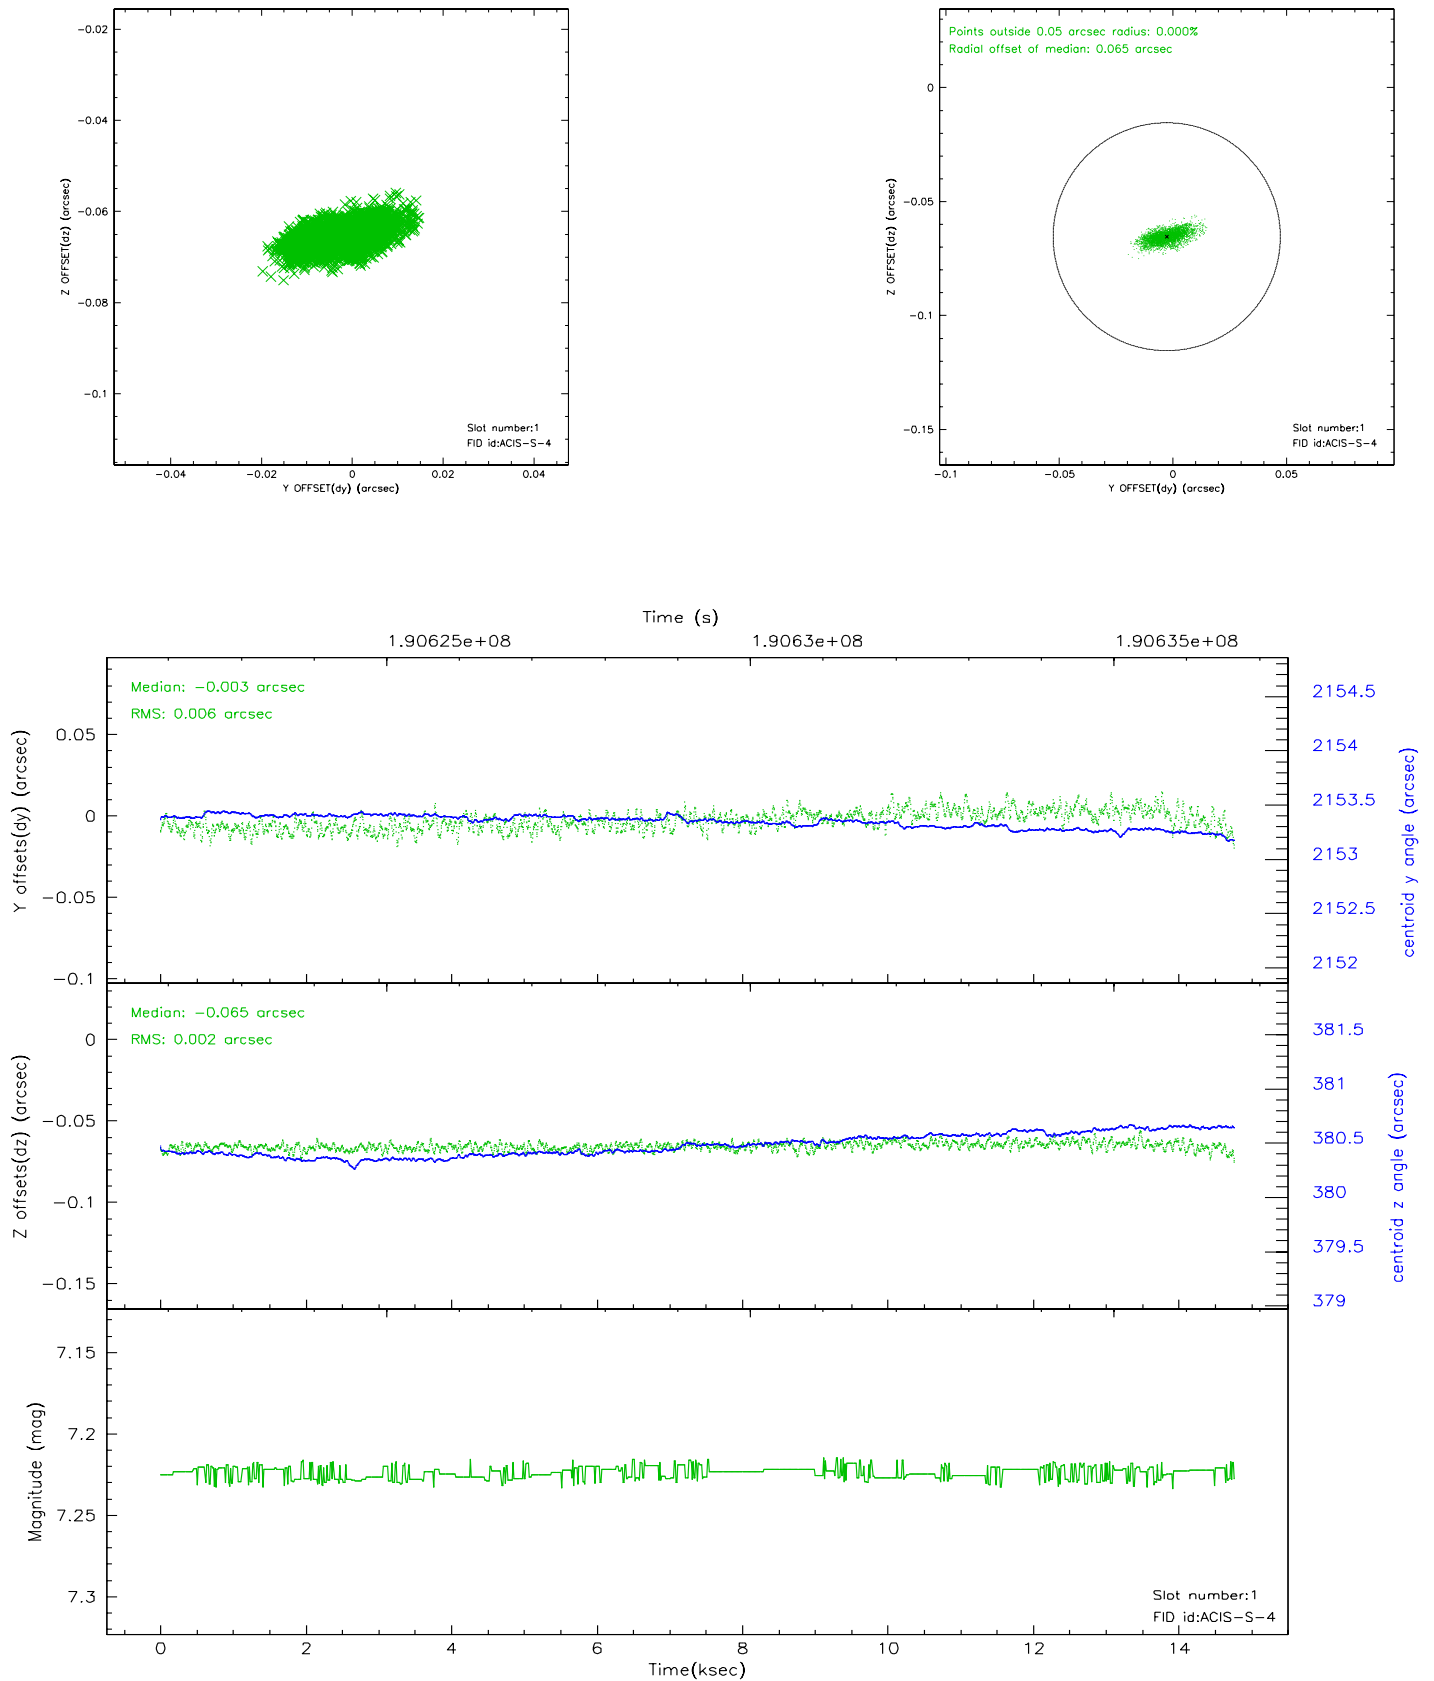 Points outside 0.05 arcsec radius: 0.000%
Radial offset of median: 0.065 arcsec
-0.02
-0.04
-0.06
-0.08
-0.1
Z OFFSET(dz) (arcsec)
-0.04 -0.02 0 0.02 0.04
Y OFFSET(dy) (arcsec)
Slot number:1
FID id:ACIS-S-4
0
-0.05
-0.1
-0.15
Z OFFSET(dz) (arcsec)
-0.1 -0.05 0 0.05
Y OFFSET(dy) (arcsec)
Slot number:1
FID id:ACIS-S-4
Time (s)
1.90625e+08 1.9063e+08 1.90635e+08
Median: -0.003 arcsec
RMS: 0.006 arcsec
0.05
0
-0.05
-0.1
Y offsets(dy) (arcsec)
2154.5
2154
2153.5
2153
2152.5
2152
centroid y angle (arcsec)
Median: -0.065 arcsec
RMS: 0.002 arcsec
0
-0.05
-0.1
-0.15
Z offsets(dz) (arcsec)
381.5
381
380.5
380
379.5
379
centroid z angle (arcsec)
7.15
7.2
7.25
7.3
Magnitude (mag)
Slot number:1
FID id:ACIS-S-4
0 2 4 6 8 10 12 14
Time(ksec)